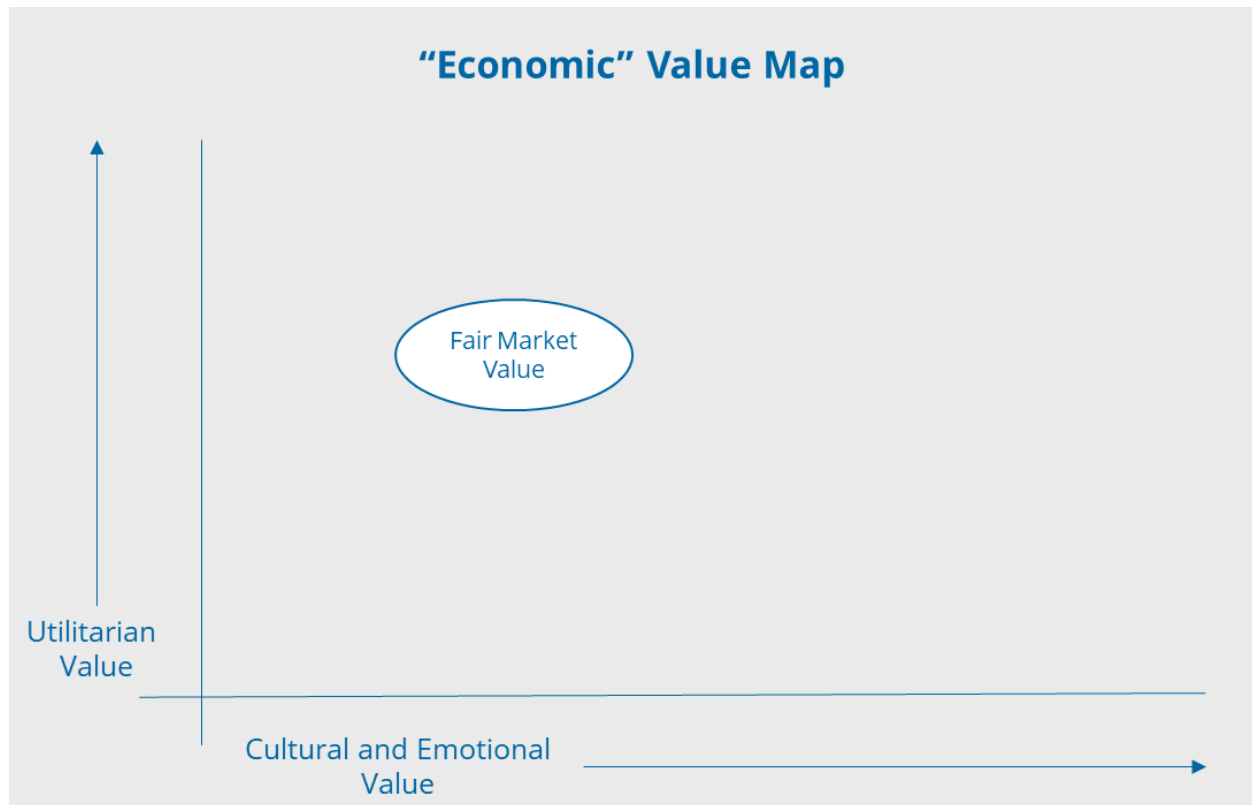 “Economic” Value Map
Fair Market
Value
Utilitarian
Value
Cultural and Emotional
Value